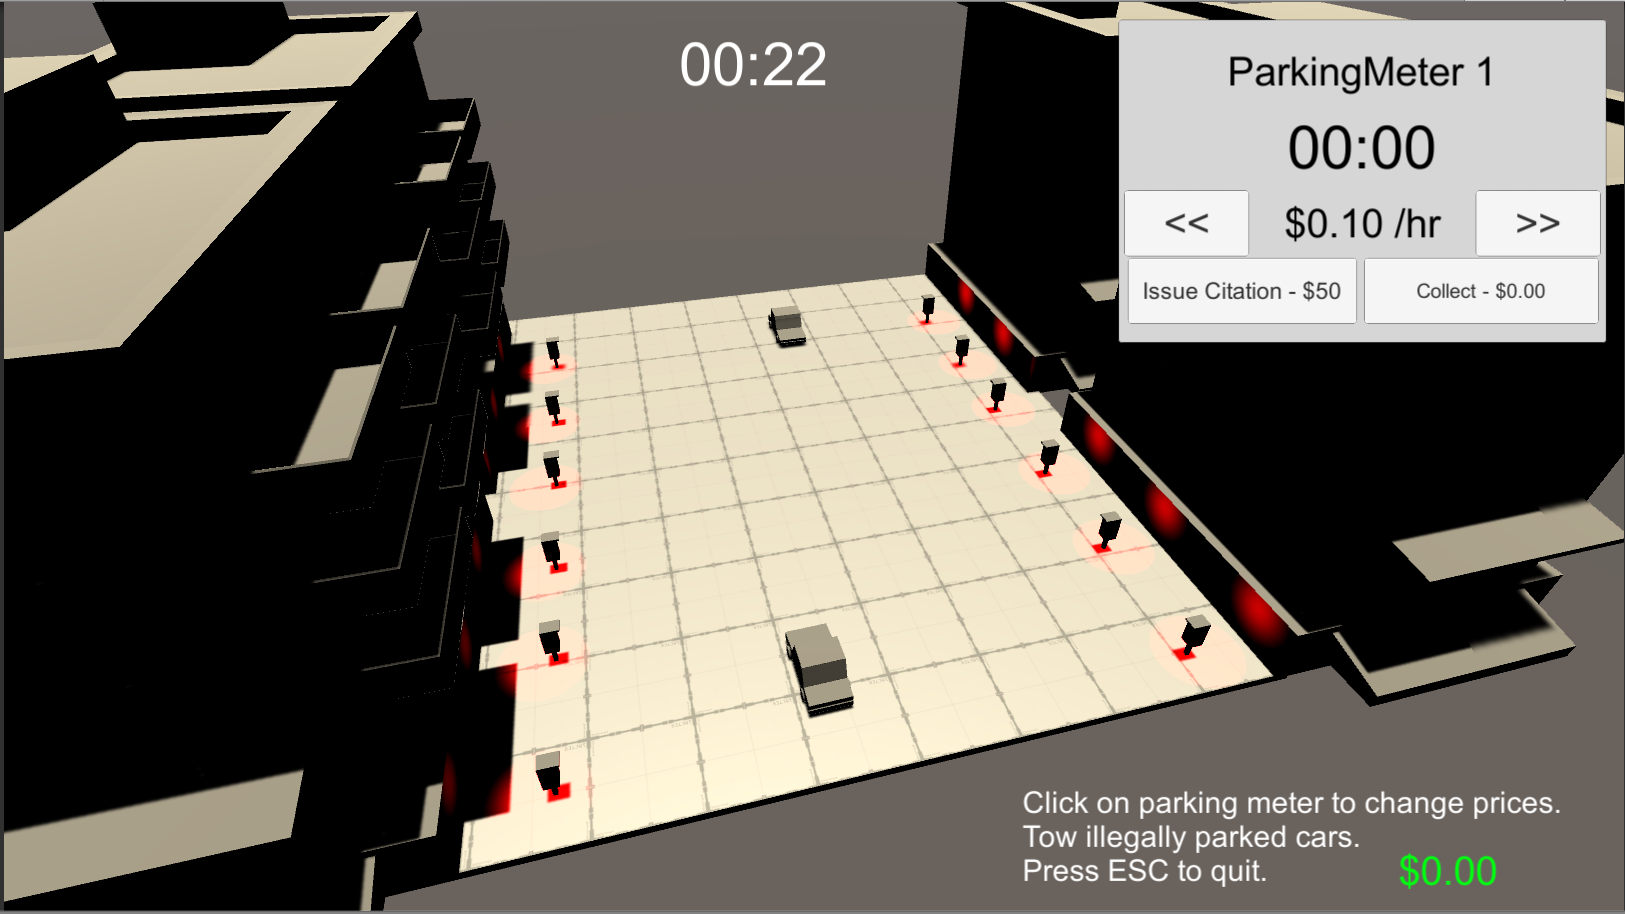 00:22
ParkingMeter 1
00:00
<< $0.10 /hr >>
Issue Citation - $50 Collect - $0.00
Click on parking meter to change prices.
Tow illegally parked cars.
Press ESC to quit. $0.00